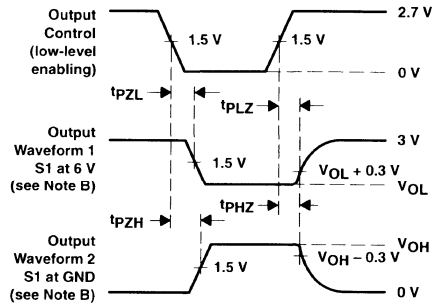 Output
Control
(low-level
enabling)
2.7 V
1.5 V
1.5 V
0 V
tPZL
tPLZ
Output
Waveform 1
S1 at 6 V
(see Note B)
3 V
1.5 V
VOL + 0.3 V
VOL
tPHZ
tPZH
Output
Waveform 2
S1 at GND
(see Note B)
VOH
1.5 V
VOH − 0.3 V
0 V